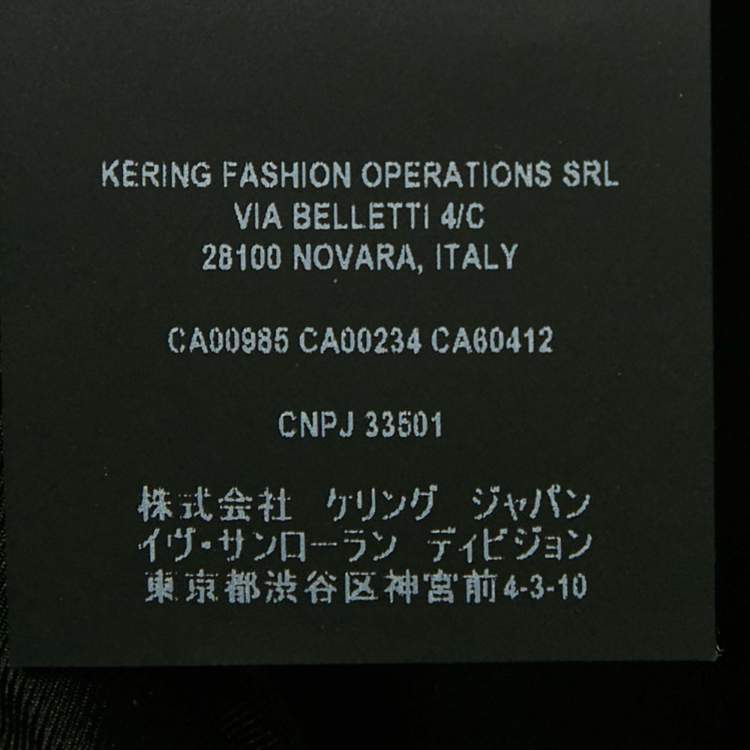 KERING FASHION OPERATIONS SRL
VIA BELLETTI 4/C
28100 NOVARA, ITALY
CA00985 CA00234 CA60412
CNPJ 33501
株式会社 ケリング ジャパン
イヴ・サンローラン ディビジョン
東京都渋谷区神宮前4-3-10